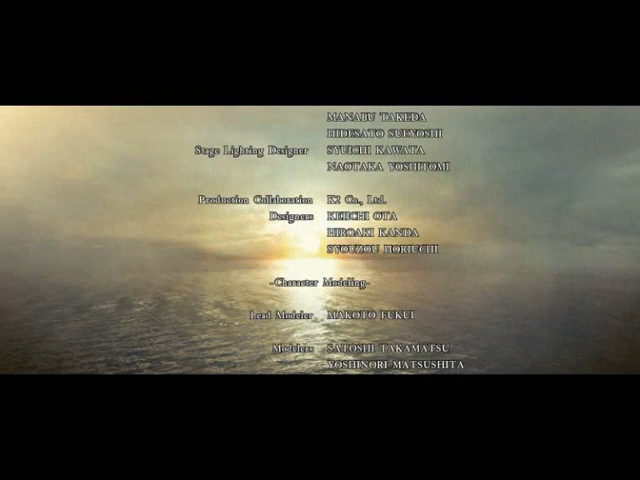 MANABU TAKEDA
HIDESATO SUEYOSHI
Stage Lighting Designer SYUICHI KAWATA
NAOTAKA YOSHITOMI
Production Collaboration K2 Co., Ltd.
Designers KEIICHI OTA
HIROAKI KANDA
SYOUZOU HORIUCHI
-Character Modeling-
Lead Modeler MAKOTO FUKUI
Modelers SATOSHI TAKAMATSU
YOSHINORI MATSUSHITA